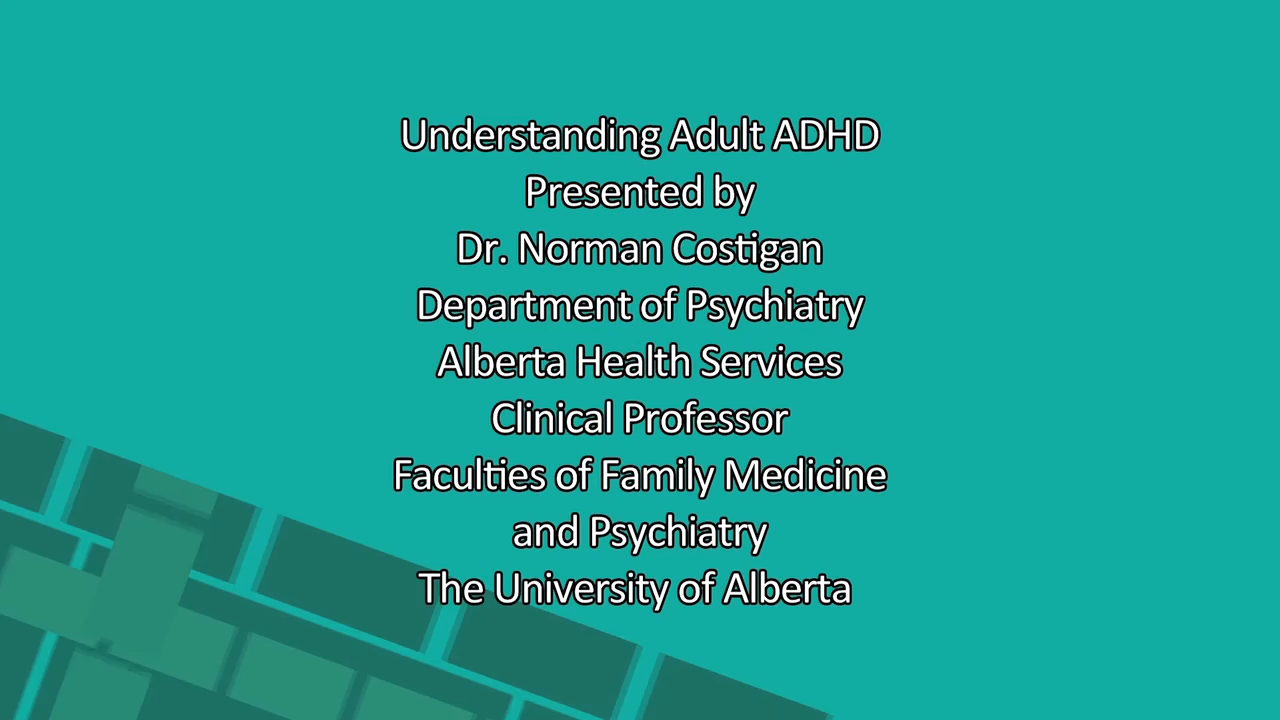 Understanding Adult ADHD
Presented by
Dr. Norman Costigan
Department of Psychiatry
Alberta Health Services
Clinical Professor
Faculties of Family Medicine
and Psychiatry
The University of Alberta